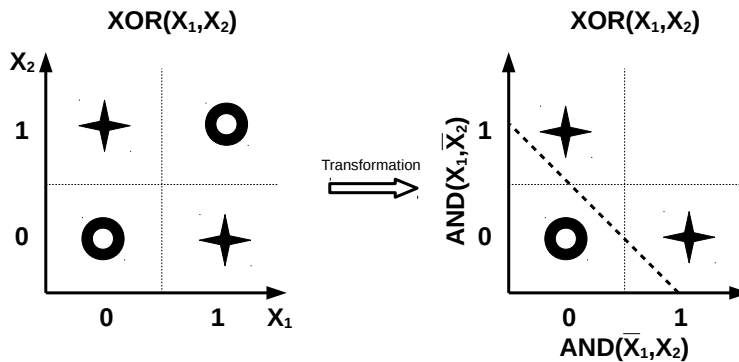 XOR(X₁,X₂)
X₂
1
0
0
1
X₁
Transformation
XOR(X₁,X₂)
AND(X₁,X̅₂)
1
0
0
1
AND(X̅₁,X₂)